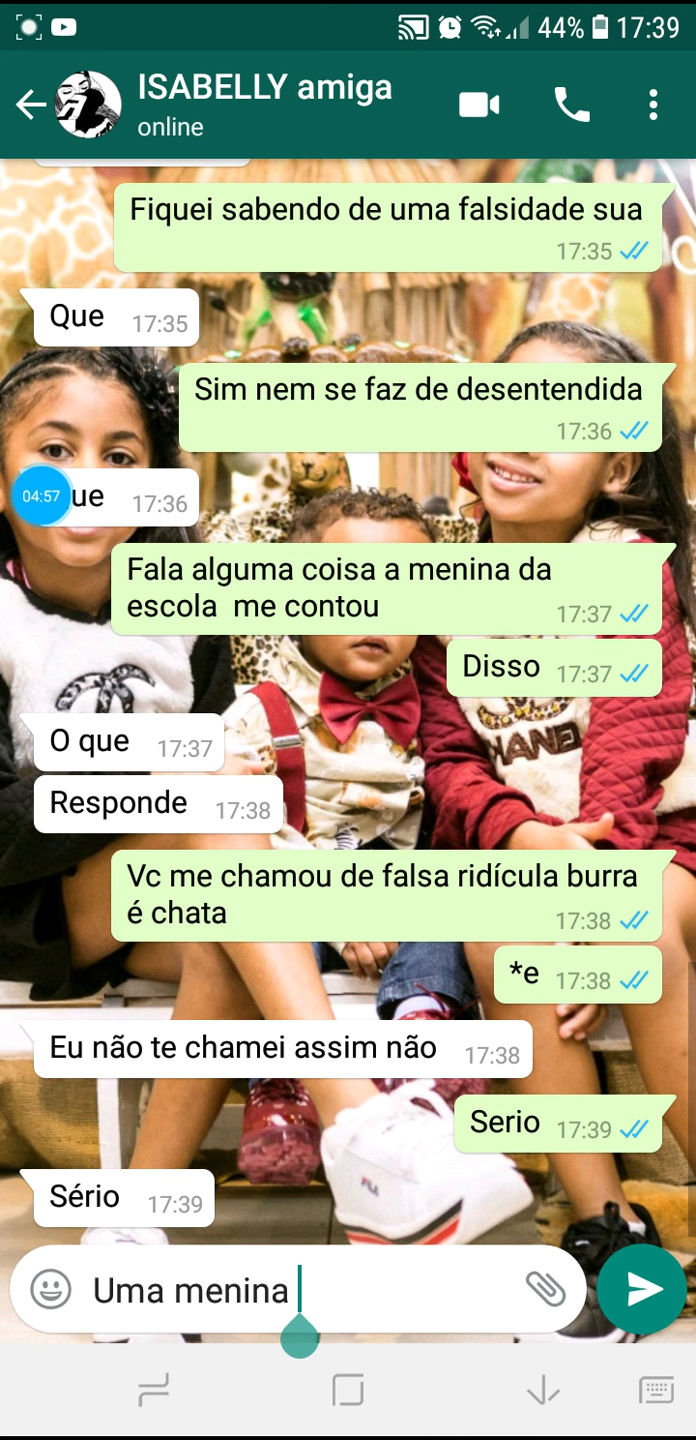 44% 17:39
ISABELLY amiga
online
Fiquei sabendo de uma falsidade sua
17:35
Que 17:35
Sim nem se faz de desentendida
17:36
04:57 ue 17:36
Fala alguma coisa a menina da
escola me contou 17:37
Disso 17:37
O que 17:37
Responde 17:38
Vc me chamou de falsa ridícula burra
é chata 17:38
*e 17:38
Eu não te chamei assim não 17:38
Serio 17:39
Sério 17:39
FILA
Uma menina